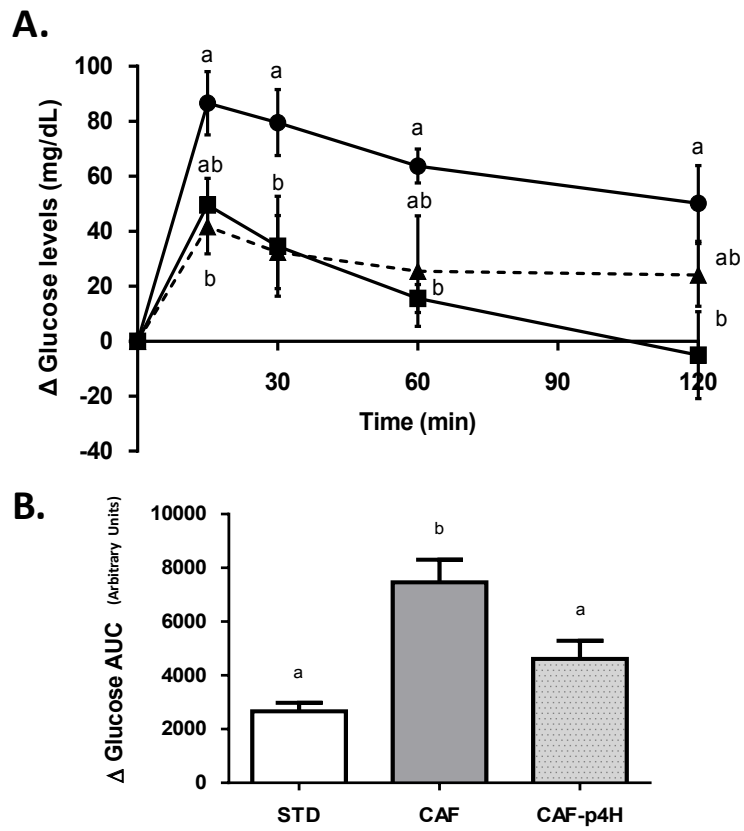 A.
Δ Glucose levels (mg/dL)
100
80
60
40
20
0
-20
-40
a
a
a
a
ab
b
ab
ab
b
b
b
30
60
90
120
Time (min)
B.
Δ Glucose AUC (Arbitrary Units)
10000
8000
6000
4000
2000
0
a
b
a
STD
CAF
CAF-p4H